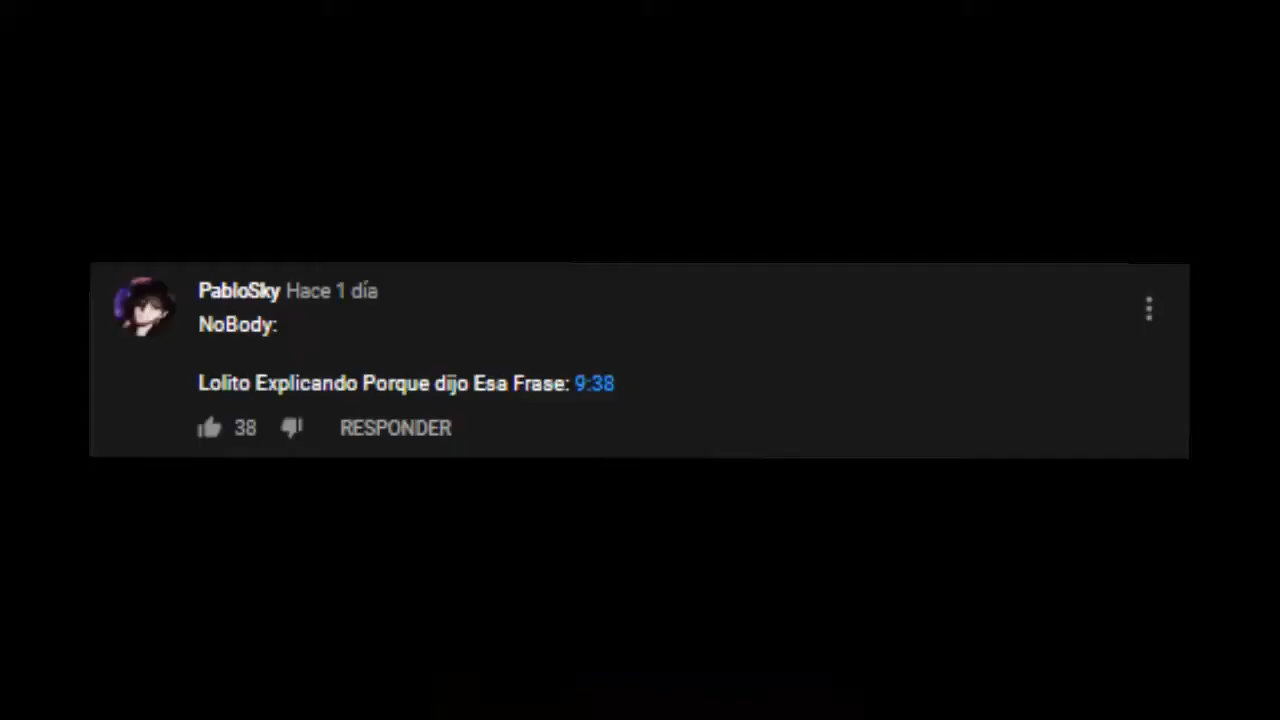 PabloSky Hace 1 día
NoBody:
Lolito Explicando Porque dijo Esa Frase: 9:38
38 RESPONDER